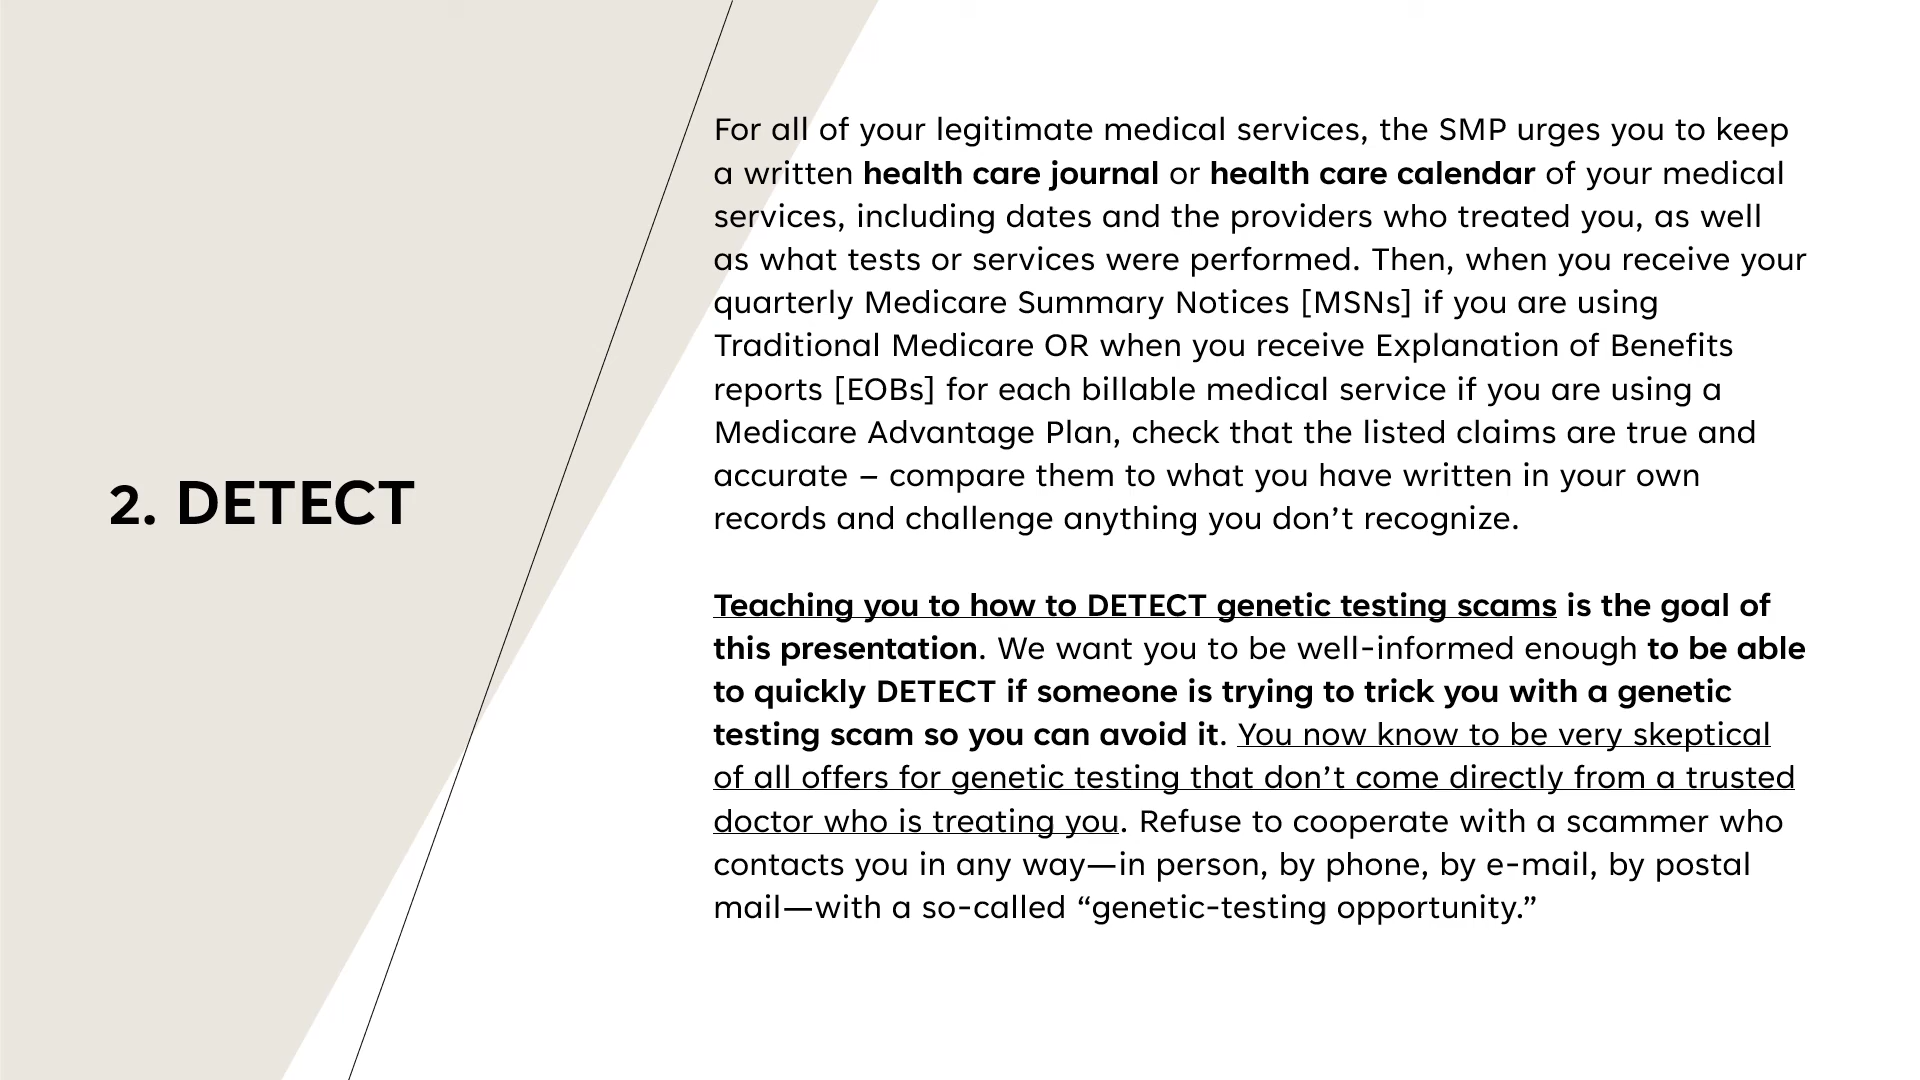 2. DETECT
For all of your legitimate medical services, the SMP urges you to keep
a written health care journal or health care calendar of your medical
services, including dates and the providers who treated you, as well
as what tests or services were performed. Then, when you receive your
quarterly Medicare Summary Notices [MSNs] if you are using
Traditional Medicare OR when you receive Explanation of Benefits
reports [EOBs] for each billable medical service if you are using a
Medicare Advantage Plan, check that the listed claims are true and
accurate – compare them to what you have written in your own
records and challenge anything you don’t recognize.
Teaching you to how to DETECT genetic testing scams is the goal of
this presentation. We want you to be well-informed enough to be able
to quickly DETECT if someone is trying to trick you with a genetic
testing scam so you can avoid it. You now know to be very skeptical
of all offers for genetic testing that don’t come directly from a trusted
doctor who is treating you. Refuse to cooperate with a scammer who
contacts you in any way—in person, by phone, by e-mail, by postal
mail—with a so-called “genetic-testing opportunity.”